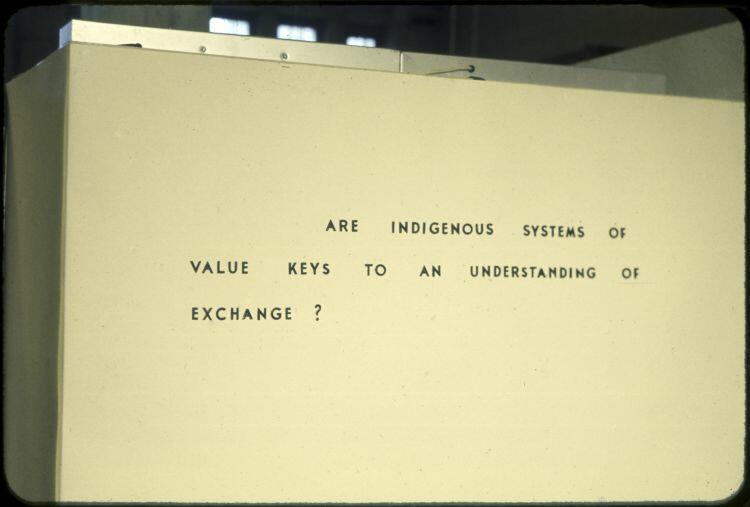 ARE INDIGENOUS SYSTEMS OF
VALUE KEYS TO AN UNDERSTANDING OF
EXCHANGE ?